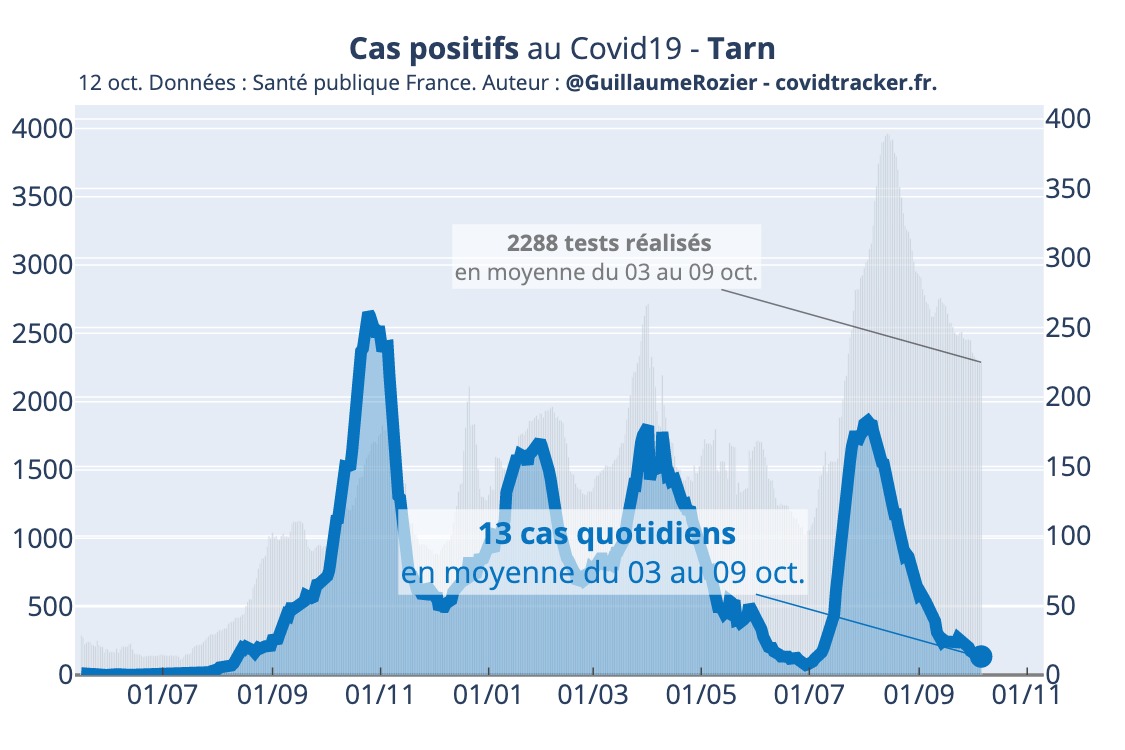 Cas positifs au Covid19 - Tarn
12 oct. Données : Santé publique France. Auteur : @GuillaumeRozier - covidtracker.fr.
4000
3500
3000
2500
2000
1500
1000
500
0
400
350
300
250
200
150
100
50
0
2288 tests réalisés
en moyenne du 03 au 09 oct.
13 cas quotidiens
en moyenne du 03 au 09 oct.
01/07 01/09 01/11 01/01 01/03 01/05 01/07 01/09 01/11